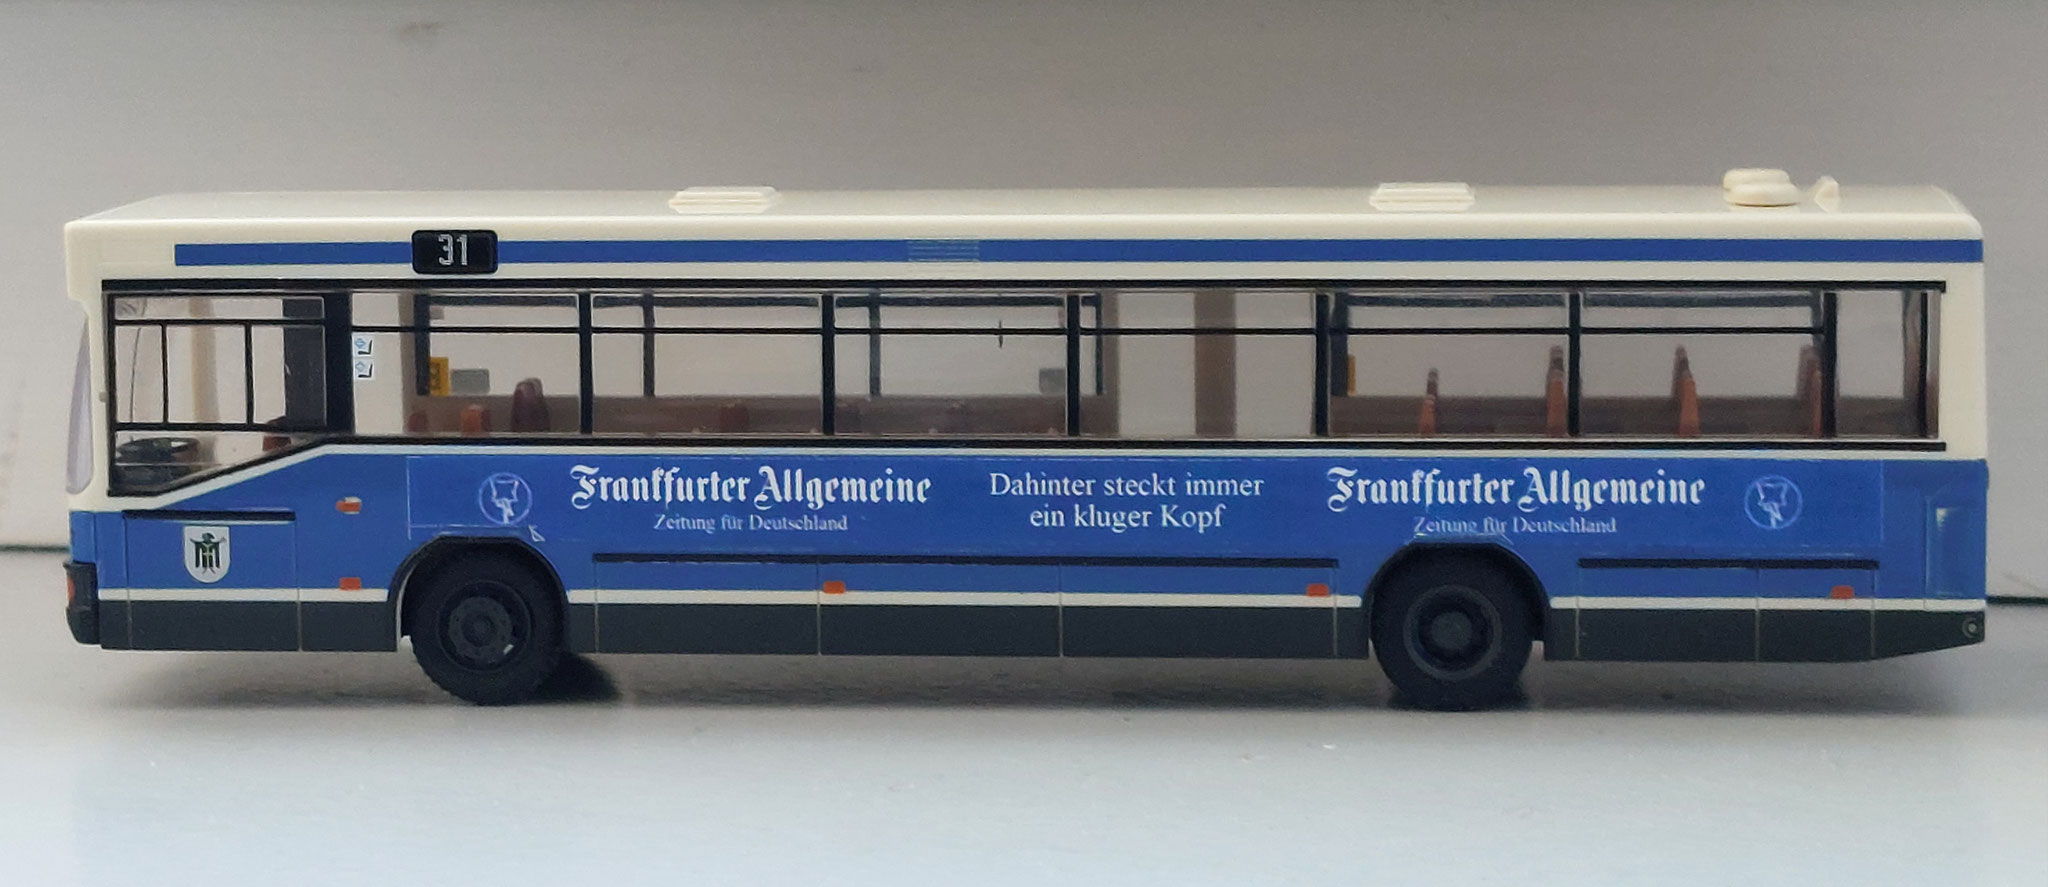 31
Frankfurter Allgemeine
Zeitung für Deutschland
Dahinter steckt immer
ein kluger Kopf
Frankfurter Allgemeine
Zeitung für Deutschland